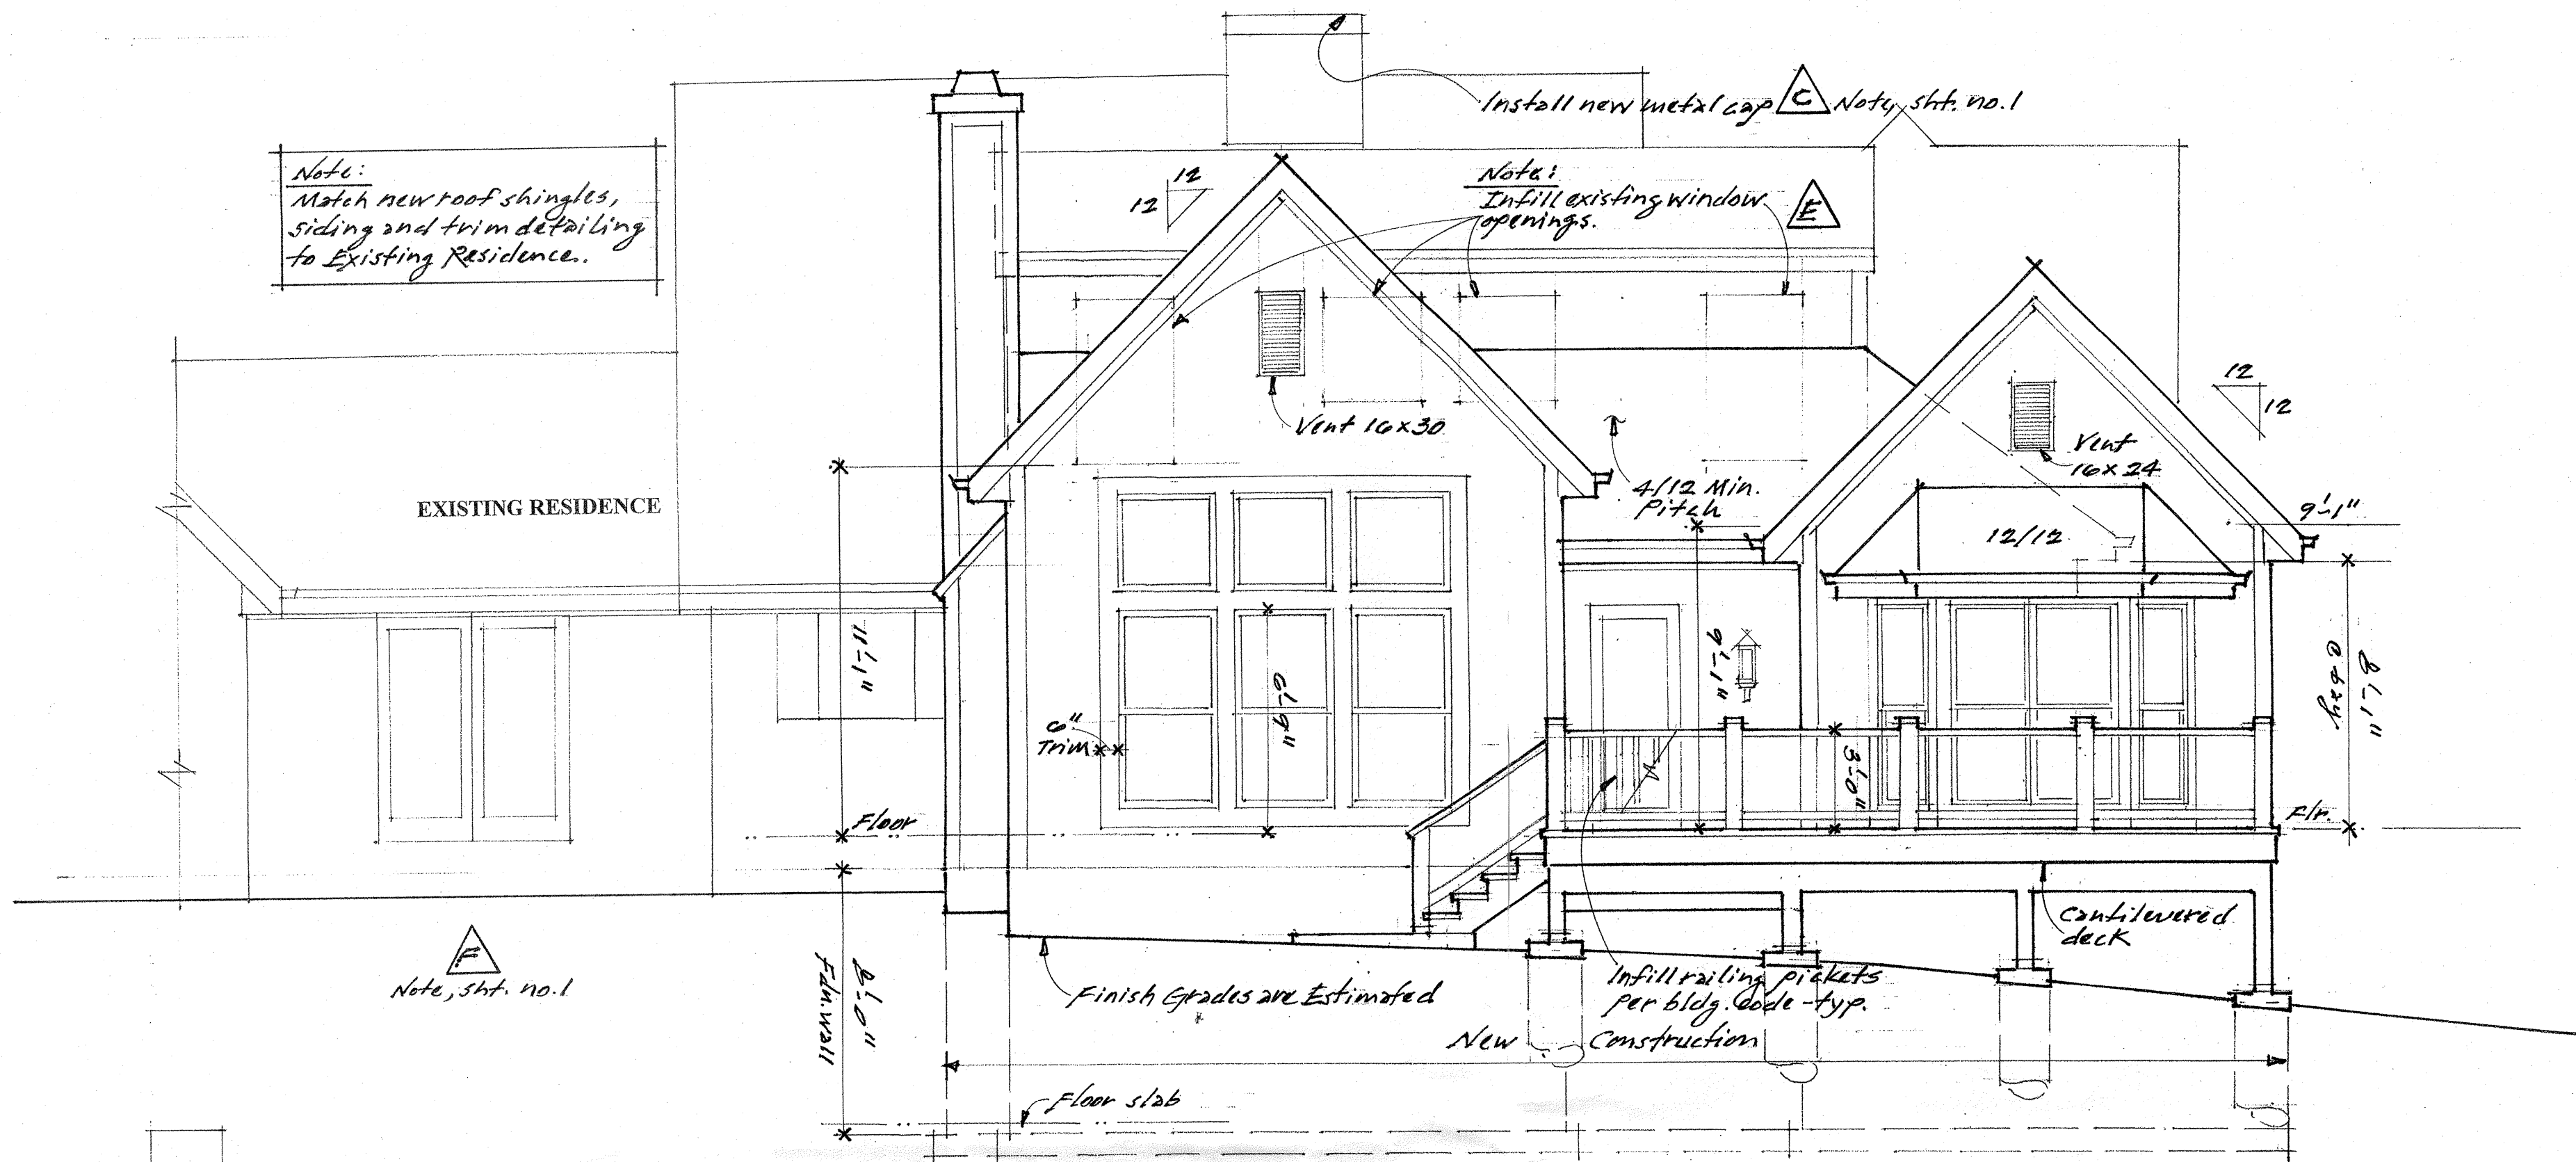 Install new metal cap C Note, sht. no. 1
Note:
Match new roof shingles,
siding and trim detailing
to Existing Residence.
12
12
Note:
Infill existing window
openings.
E
Vent 16x30
12
12
Vent
16x24
4/12 Min.
Pitch
9'-1"
12/12
EXISTING RESIDENCE
11'-1"
6'-9"
9'-1"
8'-1"
@ bay
head
6"
Trim
3'-0"
Floor
Flr.
Cantilevered
deck
F
Note, sht. no. 1
8'-0"
Fdn. wall
Finish Grades are Estimated
Infill railing pickets
per bldg. code - typ.
New Construction
Floor slab